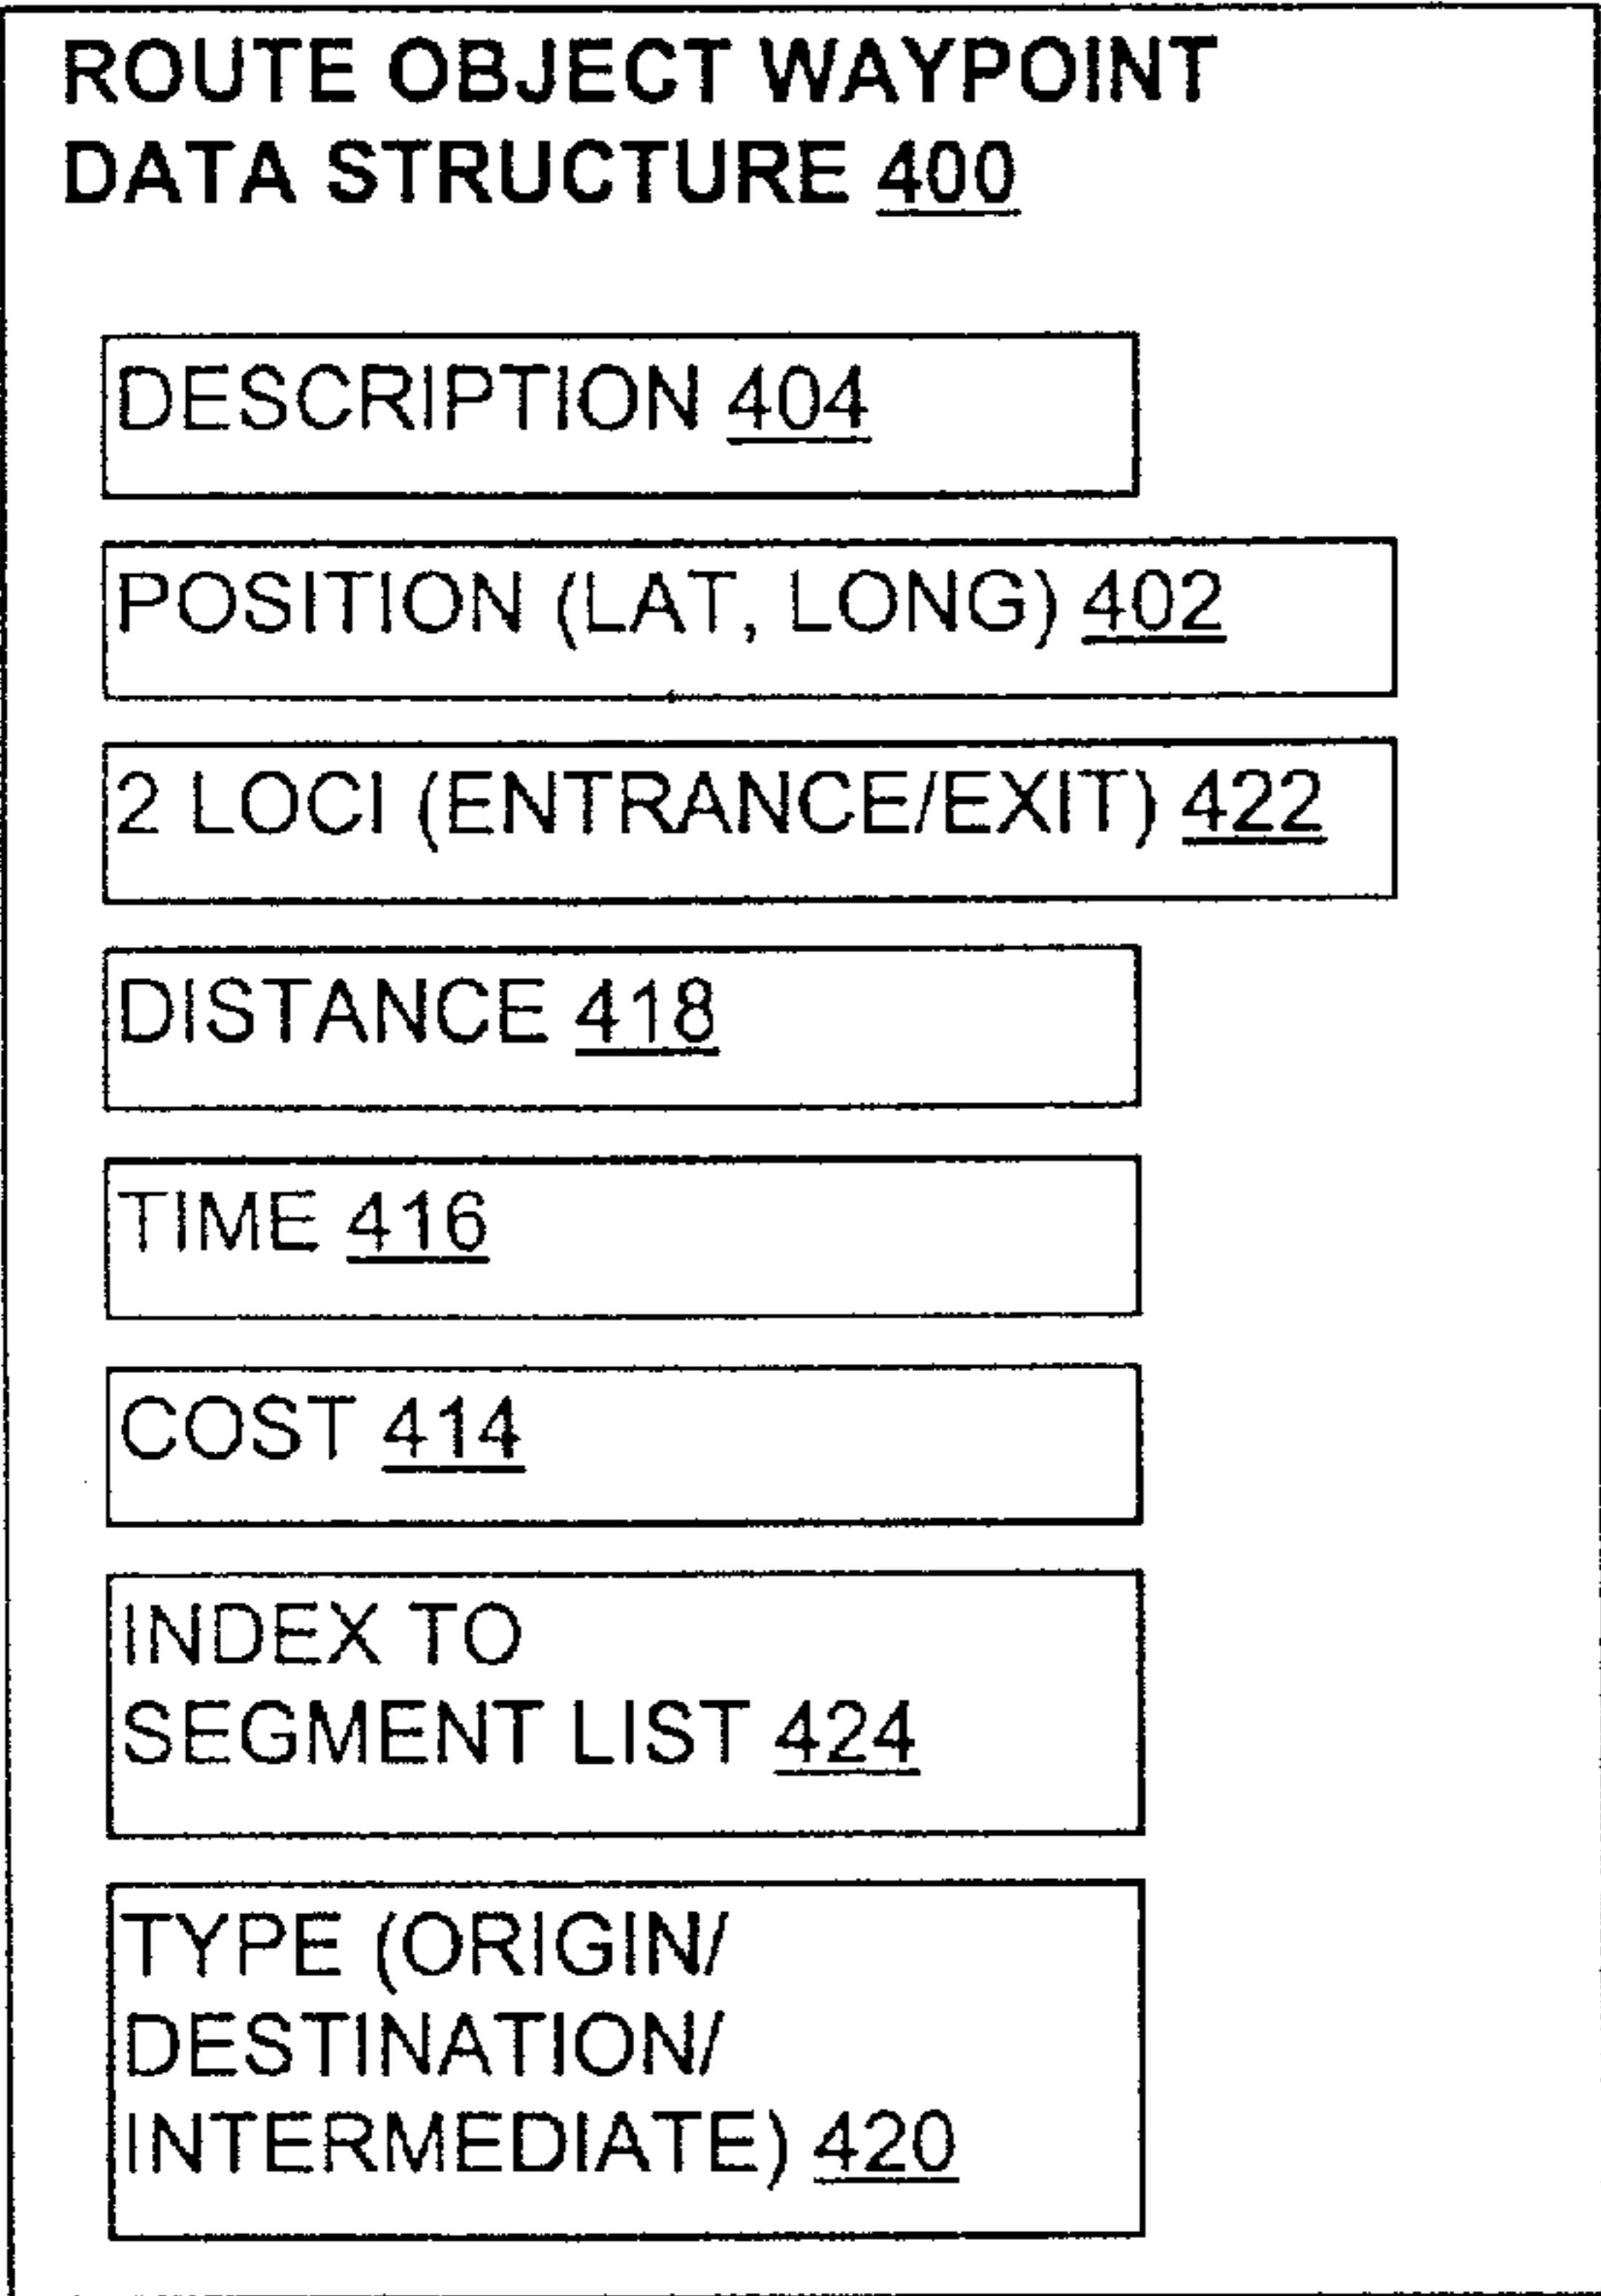 ROUTE OBJECT WAYPOINT
DATA STRUCTURE 400
DESCRIPTION 404
POSITION (LAT, LONG) 402
2 LOCI (ENTRANCE/EXIT) 422
DISTANCE 418
TIME 416
COST 414
INDEX TO
SEGMENT LIST 424
TYPE (ORIGIN/
DESTINATION/
INTERMEDIATE) 420